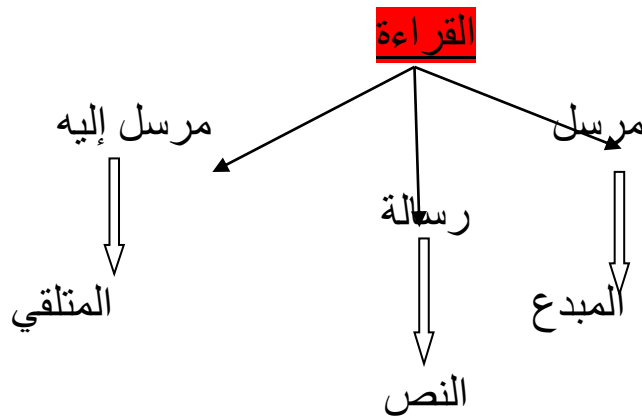 القراءة
مرسل
مرسل إليه
رسالة
المبدع
المتلقي
النص